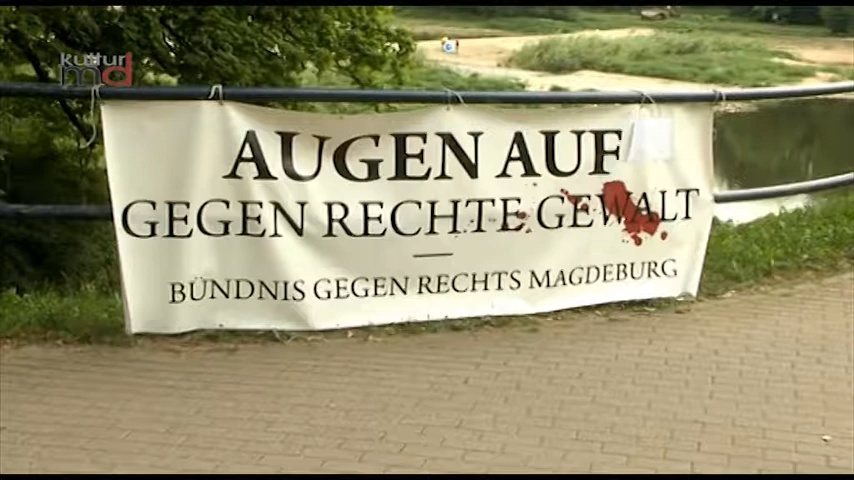 kultur
md
AUGEN AUF
GEGEN RECHTE GEWALT
BÜNDNIS GEGEN RECHTS MAGDEBURG